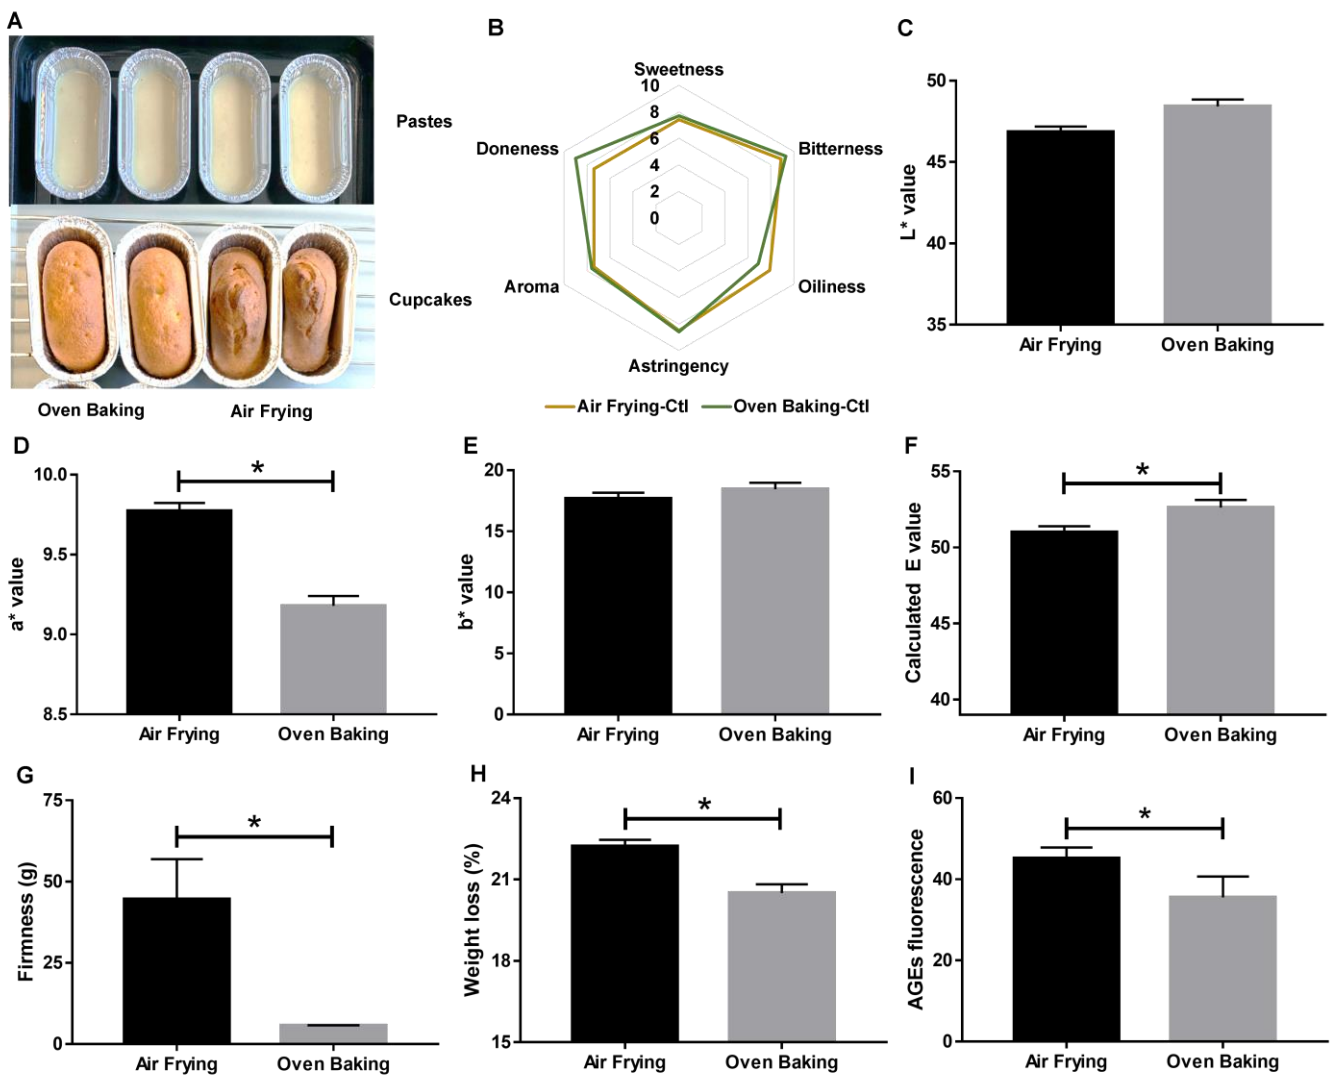 A
Pastes
Cupcakes
Oven Baking
Air Frying
B
Sweetness
10
8
6
4
2
0
Doneness
Bitterness
Aroma
Oiliness
Astringency
Air Frying-Ctl
Oven Baking-Ctl
C
L* value
50
45
40
35
Air Frying
Oven Baking
D
a* value
10.0
9.5
9.0
8.5
*
Air Frying
Oven Baking
E
b* value
20
15
10
5
0
Air Frying
Oven Baking
F
Calculated E value
55
50
45
40
*
Air Frying
Oven Baking
G
Firmness (g)
75
50
25
0
*
Air Frying
Oven Baking
H
Weight loss (%)
24
21
18
15
*
Air Frying
Oven Baking
I
AGEs fluorescence
60
40
20
0
*
Air Frying
Oven Baking